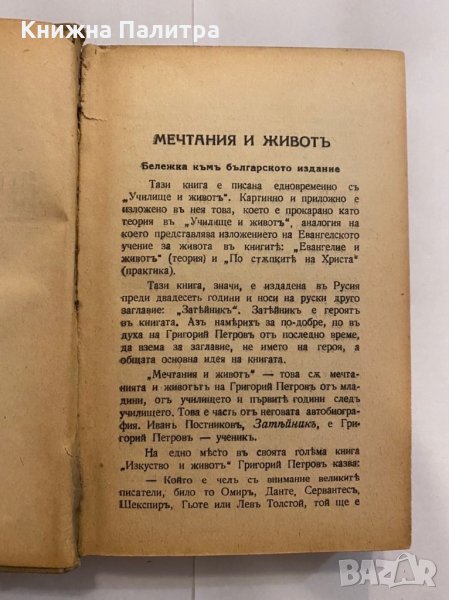 Книжна Палитра
МЕЧТАНИЯ И ЖИВОТЪ
Бележка къмъ българското издание
Тази книга е писана едновременно съ
„Училище и животъ“. Картинно и приложно е
изложено въ нея това, което е прокарано като
теория въ „Училище и животъ“, аналогия на
което представлява изложението на Евангелското
учение за живота въ книгитѣ: „Евангелие и
животъ“ (теория) и „По стѫпкитѣ на Христа“
(практика).
Тази книга, значи, е издадена въ Русия
преди двадесеть години и носи на руски друго
заглавие: „Затѣйникъ“. Затѣйникъ е героятъ
въ книгата. Азъ намѣрихъ за по-добре, по въ
духа на Григорий Петровъ отъ последно време,
да взема за заглавие, не името на героя, а
общата основна идея на книгата.
„Мечтания и животъ“ — това сѫ мечта-
нията и животътъ на Григорий Петровъ отъ мла-
дини, отъ училището и първитѣ години следъ
училището. Това е часть отъ неговата автобиогра-
фия. Иванъ Постниковъ, Затѣйникъ, е Гри-
горий Петровъ — ученикъ.
На едно мѣсто въ своята голѣма книга
„Изкуство и животъ“ Григорий Петровъ казва:
— Който е челъ съ внимание великитѣ
писатели, било то Омиръ, Данте, Сервантесъ,
Шекспиръ, Гьоте или Левъ Толстой, той ще е
BAZAR